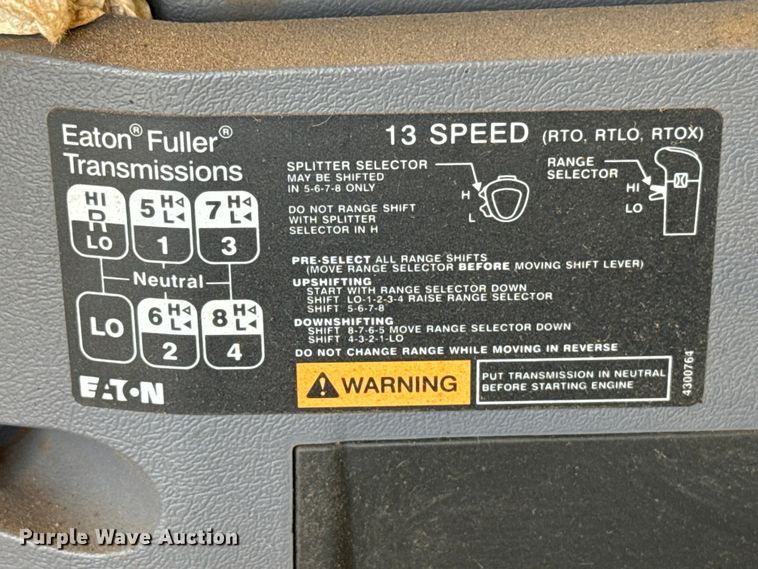 Eaton® Fuller®
Transmissions
13 SPEED (RTO, RTLO, RTOX)
SPLITTER SELECTOR
MAY BE SHIFTED
IN 5-6-7-8 ONLY
DO NOT RANGE SHIFT
WITH SPLITTER
SELECTOR IN H
H
L
RANGE
SELECTOR
HI
LO
HI
R
LO
5 H
L
1
7 H
L
3
Neutral
LO
6 H
L
2
8 H
L
4
PRE-SELECT ALL RANGE SHIFTS
(MOVE RANGE SELECTOR BEFORE MOVING SHIFT LEVER)
UPSHIFTING
START WITH RANGE SELECTOR DOWN
SHIFT LO-1-2-3-4 RAISE RANGE SELECTOR
SHIFT 5-6-7-8
DOWNSHIFTING
SHIFT 8-7-6-5 MOVE RANGE SELECTOR DOWN
SHIFT 4-3-2-1-LO
DO NOT CHANGE RANGE WHILE MOVING IN REVERSE
EATON
WARNING
PUT TRANSMISSION IN NEUTRAL
BEFORE STARTING ENGINE
4300764
Purple Wave Auction
Purple Wave Auction